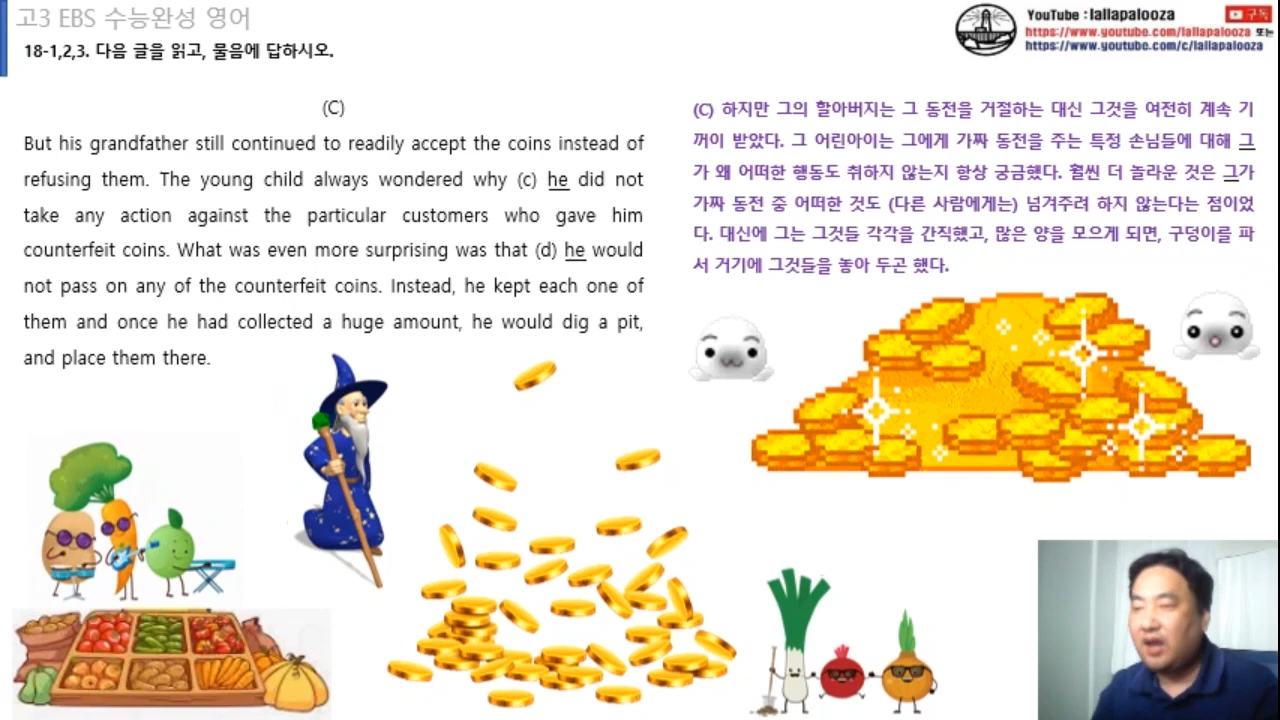 고3 EBS 수능완성 영어
18-1,2,3. 다음 글을 읽고, 물음에 답하시오.
YouTube : lallapalooza
구독
https://www.youtube.com/lallapalooza 또는
https://www.youtube.com/c/lallapalooza
(C)
But his grandfather still continued to readily accept the coins instead of
refusing them. The young child always wondered why (c) he did not
take any action against the particular customers who gave him
counterfeit coins. What was even more surprising was that (d) he would
not pass on any of the counterfeit coins. Instead, he kept each one of
them and once he had collected a huge amount, he would dig a pit,
and place them there.
(C) 하지만 그의 할아버지는 그 동전을 거절하는 대신 그것을 여전히 계속 기
꺼이 받았다. 그 어린아이는 그에게 가짜 동전을 주는 특정 손님들에 대해 그
가 왜 어떠한 행동도 취하지 않는지 항상 궁금했다. 훨씬 더 놀라운 것은 그가
가짜 동전 중 어떠한 것도 (다른 사람에게는) 넘겨주려 하지 않는다는 점이었
다. 대신에 그는 그것들 각각을 간직했고, 많은 양을 모으게 되면, 구덩이를 파
서 거기에 그것들을 놓아 두곤 했다.